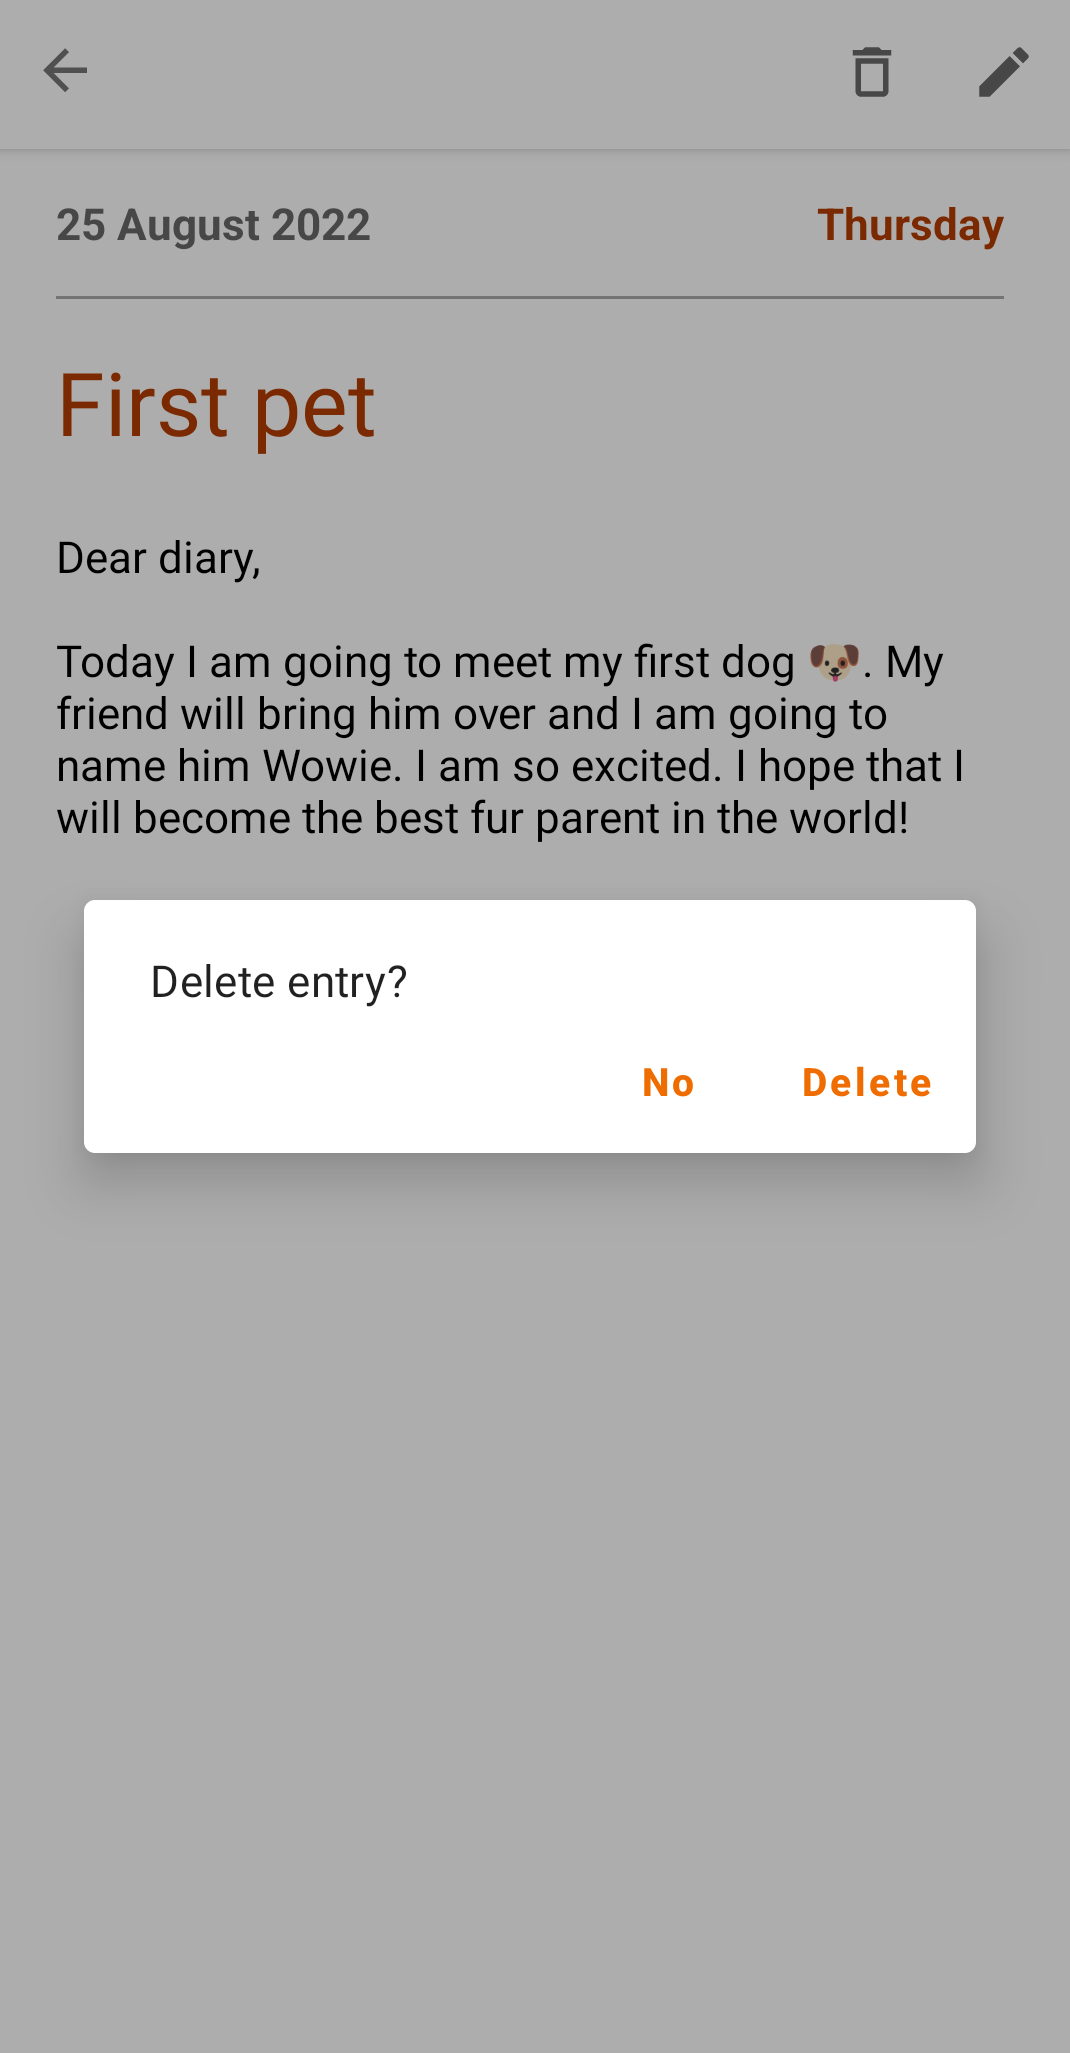 25 August 2022 Thursday
First pet
Dear diary,
Today I am going to meet my first dog 🐶. My
friend will bring him over and I am going to
name him Wowie. I am so excited. I hope that I
will become the best fur parent in the world!
Delete entry?
No Delete